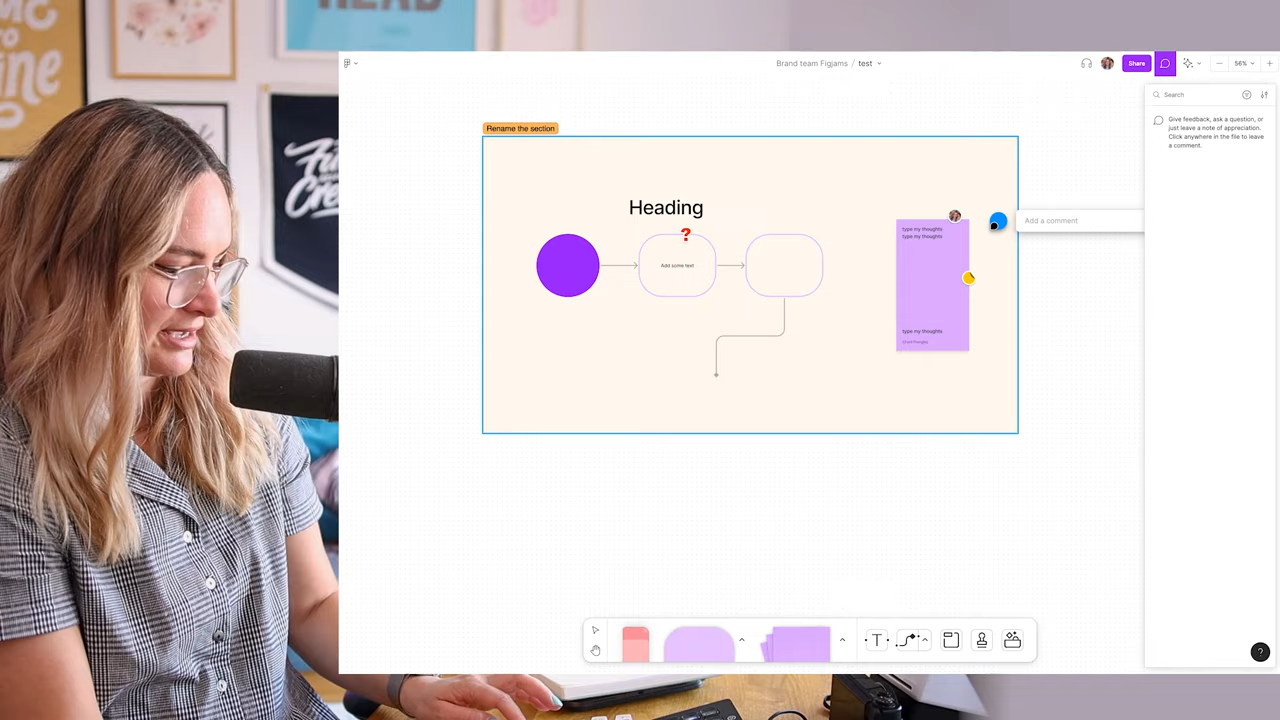 HEAD
Brand team Figjams / test
Share
56%
Search
Give feedback, ask a question, or
just leave a note of appreciation.
Click anywhere in the file to leave
a comment.
Rename the section
Heading
?
Add some text
type my thoughts
type my thoughts
type my thoughts
Add a comment
T
?